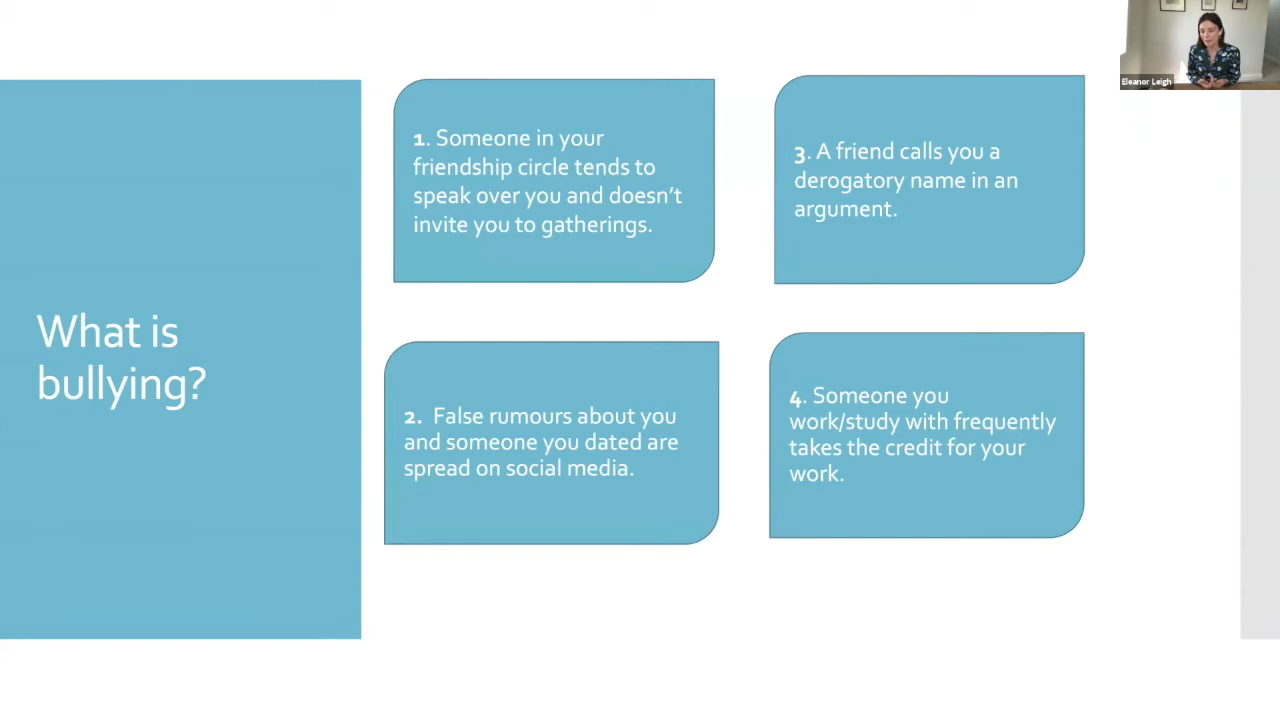 What is
bullying?
1. Someone in your
friendship circle tends to
speak over you and doesn’t
invite you to gatherings.
2.  False rumours about you
and someone you dated are
spread on social media.
3. A friend calls you a
derogatory name in an
argument.
4. Someone you
work/study with frequently
takes the credit for your
work.
Eleanor Leigh